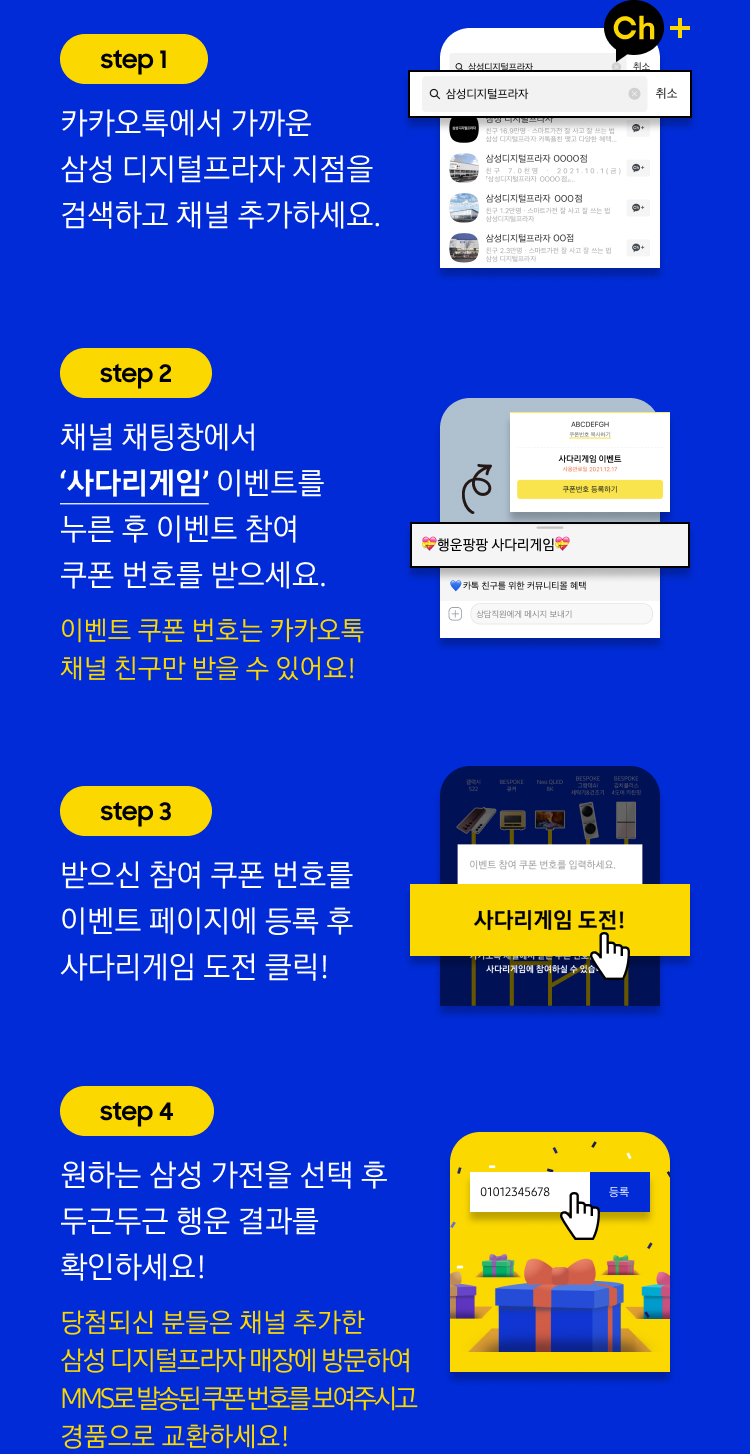 step 1
카카오톡에서 가까운
삼성 디지털프라자 지점을
검색하고 채널 추가하세요.
Ch +
삼성디지털프라자 취소
삼성디지털프라자 취소
삼성 디지털프라자
친구 16.9만명 · 스마트가전 잘 사고 잘 쓰는 법
삼성 디지털프라자 카톡플친 맺고 다양한 혜택...
삼성디지털프라자 OOOO점
친구 7.0천명 · 2021.10.1(금)
「삼성디지털프라자 OOOO점」...
삼성디지털프라자 OOO점
친구 1.2만명 · 스마트가전 잘 사고 잘 쓰는 법
삼성디지털프라자
삼성디지털프라자 OO점
친구 2.3만명 · 스마트가전 잘 사고 잘 쓰는 법
삼성 디지털프라자
step 2
채널 채팅창에서
‘사다리게임’ 이벤트를
누른 후 이벤트 참여
쿠폰 번호를 받으세요.
이벤트 쿠폰 번호는 카카오톡
채널 친구만 받을 수 있어요!
ABCDEFGH
쿠폰번호 복사하기
사다리게임 이벤트
사용만료일 2021.12.17
쿠폰번호 등록하기
💝행운팡팡 사다리게임💝
💙카톡 친구를 위한 커뮤니티몰 혜택
상담직원에게 메시지 보내기
step 3
받으신 참여 쿠폰 번호를
이벤트 페이지에 등록 후
사다리게임 도전 클릭!
갤럭시
S22
BESPOKE
큐커
Neo QLED
8K
BESPOKE
그랑데AI
세탁기&건조기
BESPOKE
김치플러스
4도어 키친핏
이벤트 참여 쿠폰 번호를 입력하세요.
사다리게임 도전!
사다리게임에 참여하실 수 있습
step 4
원하는 삼성 가전을 선택 후
두근두근 행운 결과를
확인하세요!
당첨되신 분들은 채널 추가한
삼성 디지털프라자 매장에 방문하여
MMS로 발송된 쿠폰 번호를 보여주시고
경품으로 교환하세요!
01012345678 등록